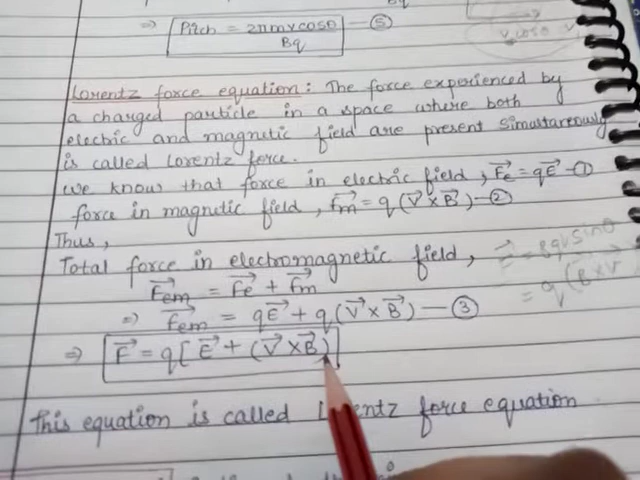 Bq
⇒ Pitch = 2πmvcosθ / Bq — ⑤
v cosθ
Lorentz force equation: The force experienced by
a charged particle in a space where both
electric and magnetic field are present simultaneously
is called Lorentz force.
We know that force in electric field, F⃗e = qE⃗ — ①
force in magnetic field, f⃗m = q(V⃗ × B⃗) — ②
Thus,
Total force in electromagnetic field,
F⃗em = f⃗e + f⃗m
⇒ f⃗em = qE⃗ + q(V⃗ × B⃗) — ③
⇒ F⃗ = q[E⃗ + (V⃗ × B⃗)]
This equation is called Lorentz force equation